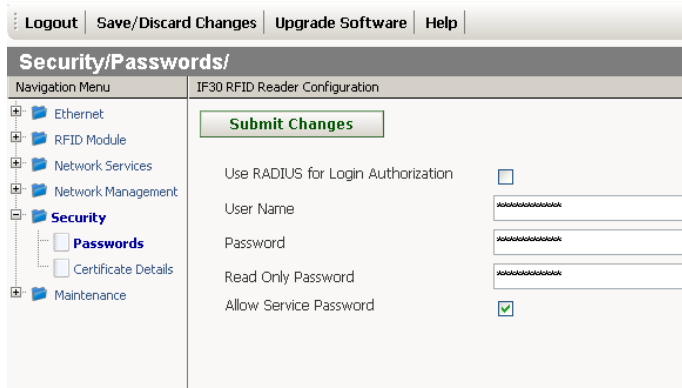 Logout Save/Discard Changes Upgrade Software Help
Security/Passwords/
Navigation Menu IF30 RFID Reader Configuration
Ethernet
RFID Module
Network Services
Network Management
Security
Passwords
Certificate Details
Maintenance
Submit Changes
Use RADIUS for Login Authorization
User Name ************
Password ************
Read Only Password ************
Allow Service Password